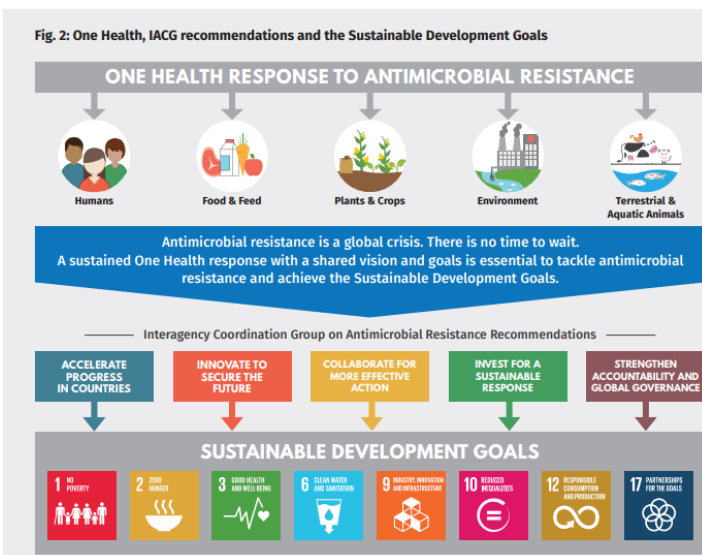 Fig. 2: One Health, IACG recommendations and the Sustainable Development Goals
ONE HEALTH RESPONSE TO ANTIMICROBIAL RESISTANCE
Humans
Food & Feed
Plants & Crops
Environment
Terrestrial &
Aquatic Animals
Antimicrobial resistance is a global crisis. There is no time to wait.
A sustained One Health response with a shared vision and goals is essential to tackle antimicrobial
resistance and achieve the Sustainable Development Goals.
Interagency Coordination Group on Antimicrobial Resistance Recommendations
ACCELERATE
PROGRESS
IN COUNTRIES
INNOVATE TO
SECURE THE
FUTURE
COLLABORATE FOR
MORE EFFECTIVE
ACTION
INVEST FOR A
SUSTAINABLE
RESPONSE
STRENGTHEN
ACCOUNTABILITY AND
GLOBAL GOVERNANCE
SUSTAINABLE DEVELOPMENT GOALS
1 NO
POVERTY
2 ZERO
HUNGER
3 GOOD HEALTH
AND WELL-BEING
6 CLEAN WATER
AND SANITATION
9 INDUSTRY, INNOVATION
AND INFRASTRUCTURE
10 REDUCED
INEQUALITIES
12 RESPONSIBLE
CONSUMPTION
AND PRODUCTION
17 PARTNERSHIPS
FOR THE GOALS